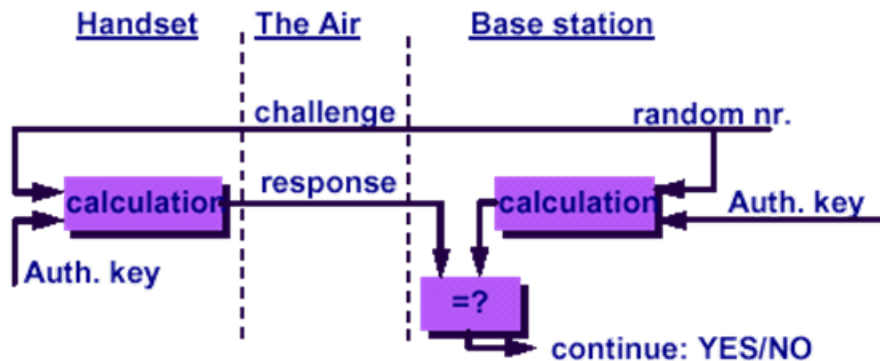 Handset The Air Base station
challenge random nr.
calculation response calculation Auth. key
Auth. key
=?
continue: YES/NO